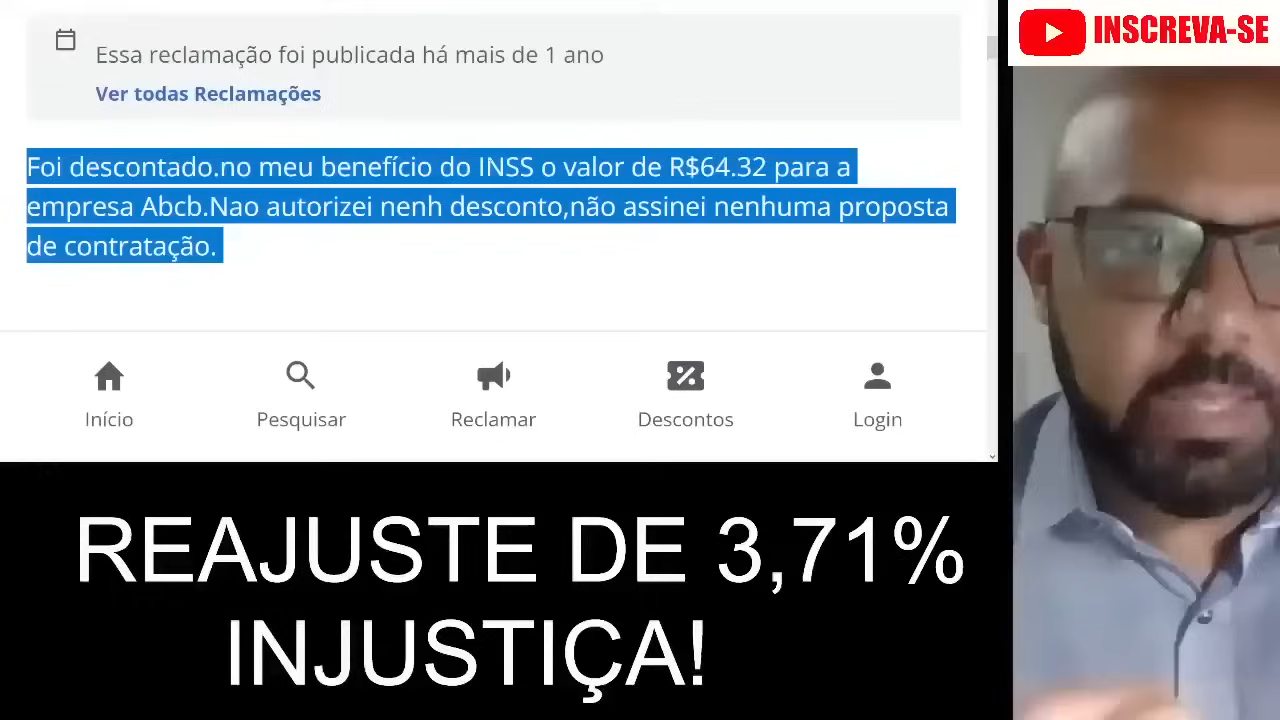 INSCREVA-SE
Essa reclamação foi publicada há mais de 1 ano
Ver todas Reclamações
Foi descontado.no meu benefício do INSS o valor de R$64.32 para a
empresa Abcb.Nao autorizei nenh desconto,não assinei nenhuma proposta
de contratação.
Início
Pesquisar
Reclamar
Descontos
Login
REAJUSTE DE 3,71%
INJUSTIÇA!